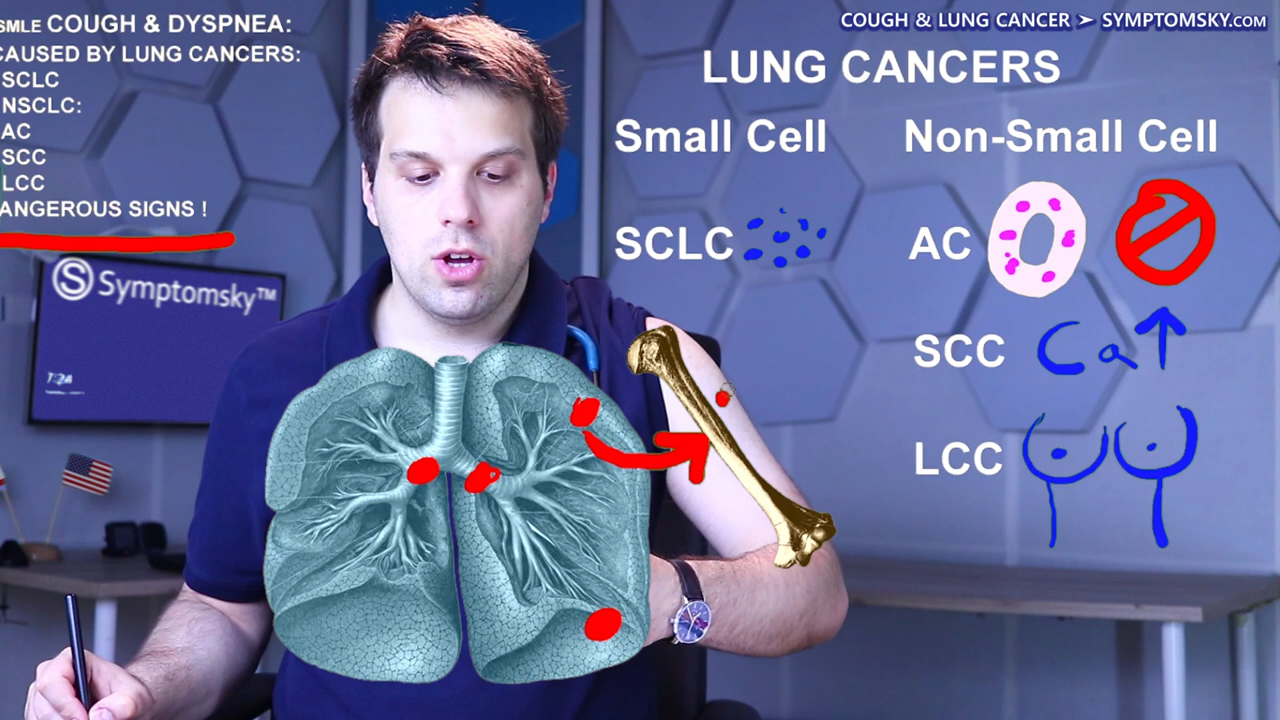 SMLE COUGH & DYSPNEA:
CAUSED BY LUNG CANCERS:
SCLC
NSCLC:
AC
SCC
LCC
ANGEROUS SIGNS !
S Symptomsky™
COUGH & LUNG CANCER ➤ SYMPTOMSKY.COM
LUNG CANCERS
Small Cell
Non-Small Cell
SCLC
AC
SCC Ca
LCC